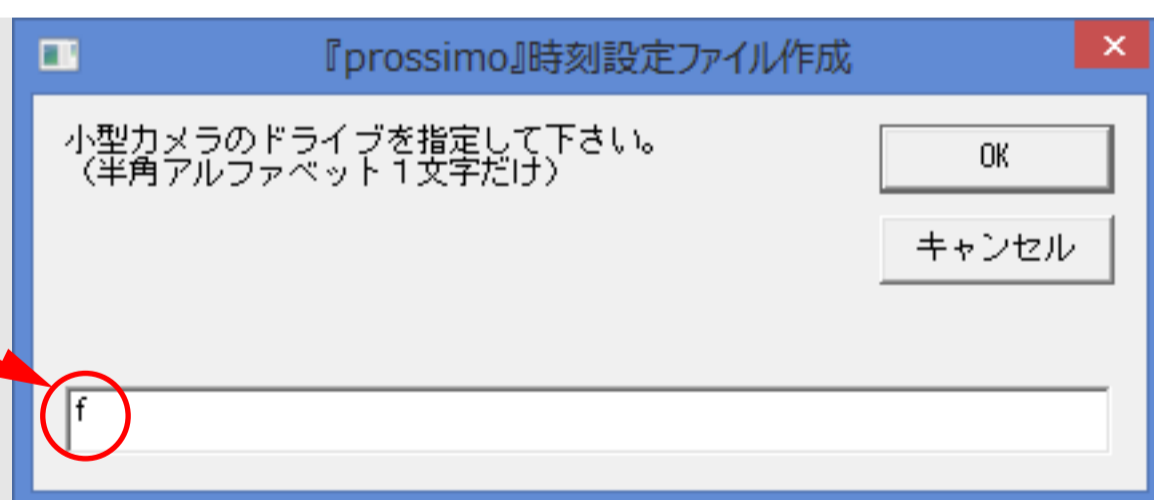 『prossimo』時刻設定ファイル作成
小型カメラのドライブを指定して下さい。
（半角アルファベット１文字だけ）
OK
キャンセル
f